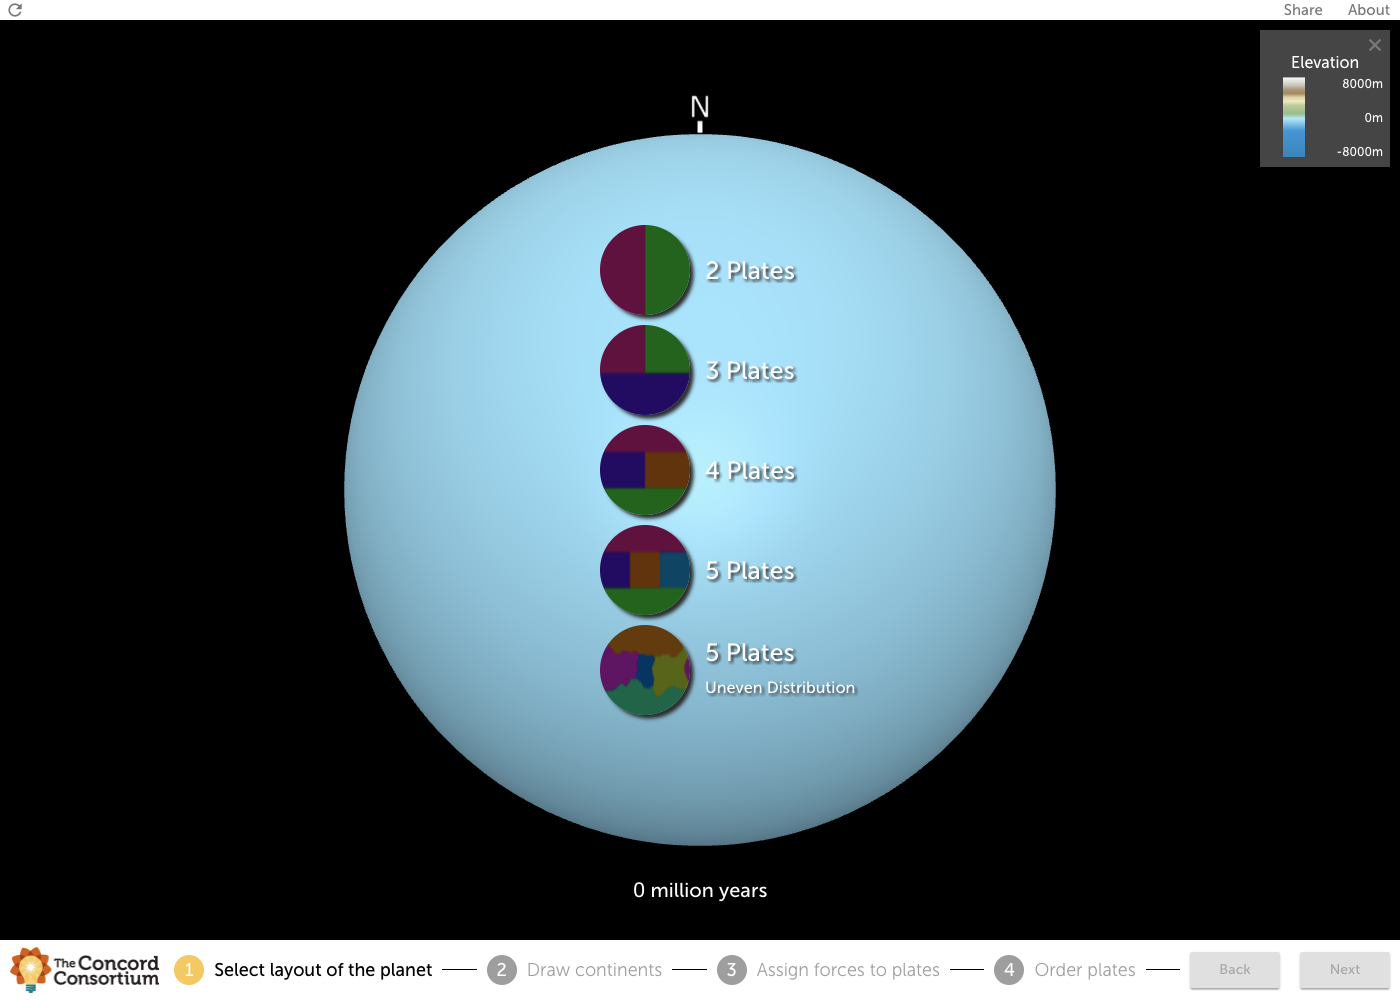 Share
About
Elevation
8000m
0m
-8000m
N
2 Plates
3 Plates
4 Plates
5 Plates
5 Plates
Uneven Distribution
0 million years
The Concord
Consortium
1 Select layout of the planet
2 Draw continents
3 Assign forces to plates
4 Order plates
Back
Next